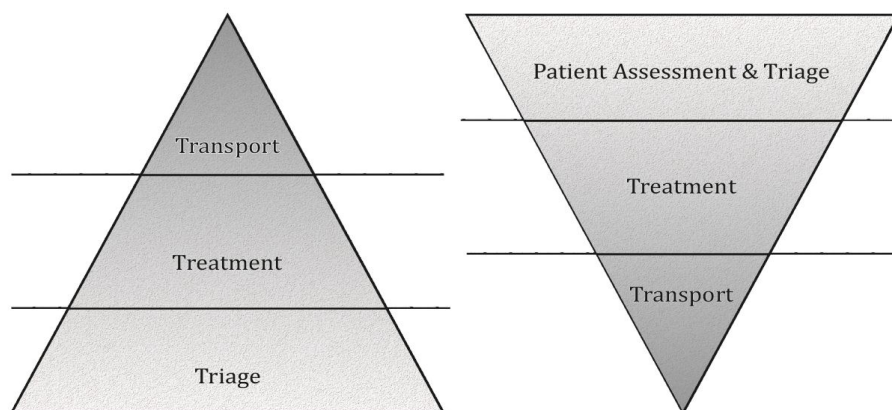 Transport
Treatment
Triage
Patient Assessment & Triage
Treatment
Transport